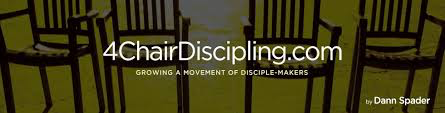 4ChairDiscipling.com
GROWING A MOVEMENT OF DISCIPLE-MAKERS
by Dann Spader